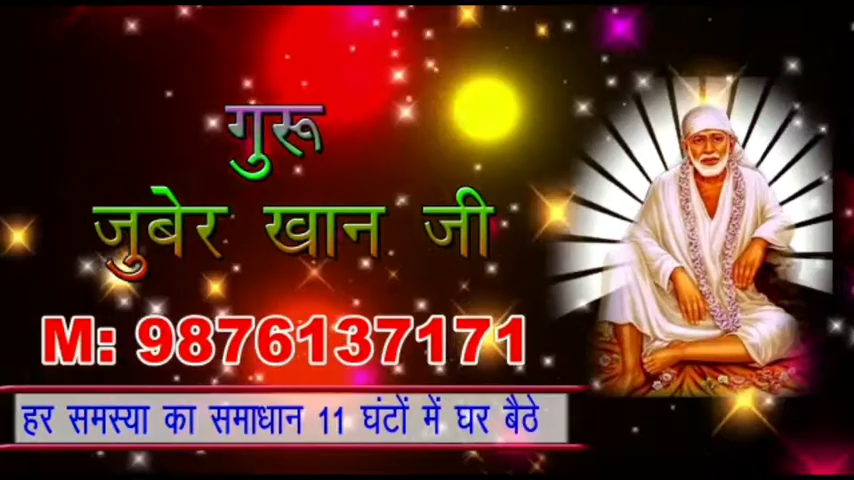 गुरू
जुबेर खान जी
M: 9876137171
हर समस्या का समाधान 11 घंटों में घर बैठे